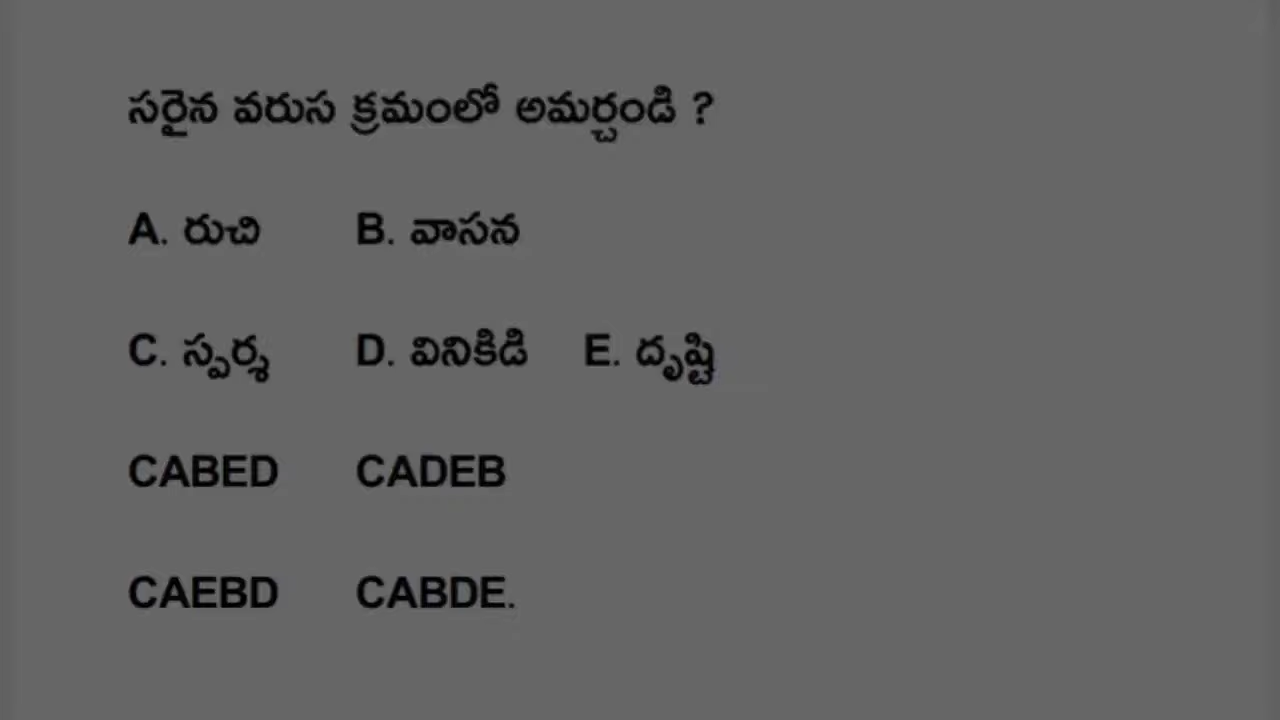 సరైన వరుస క్రమంలో అమర్చండి ?
A. రుచి B. వాసన
C. స్పర్శ D. వినికిడి E. దృష్టి
CABED CADEB
CAEBD CABDE.